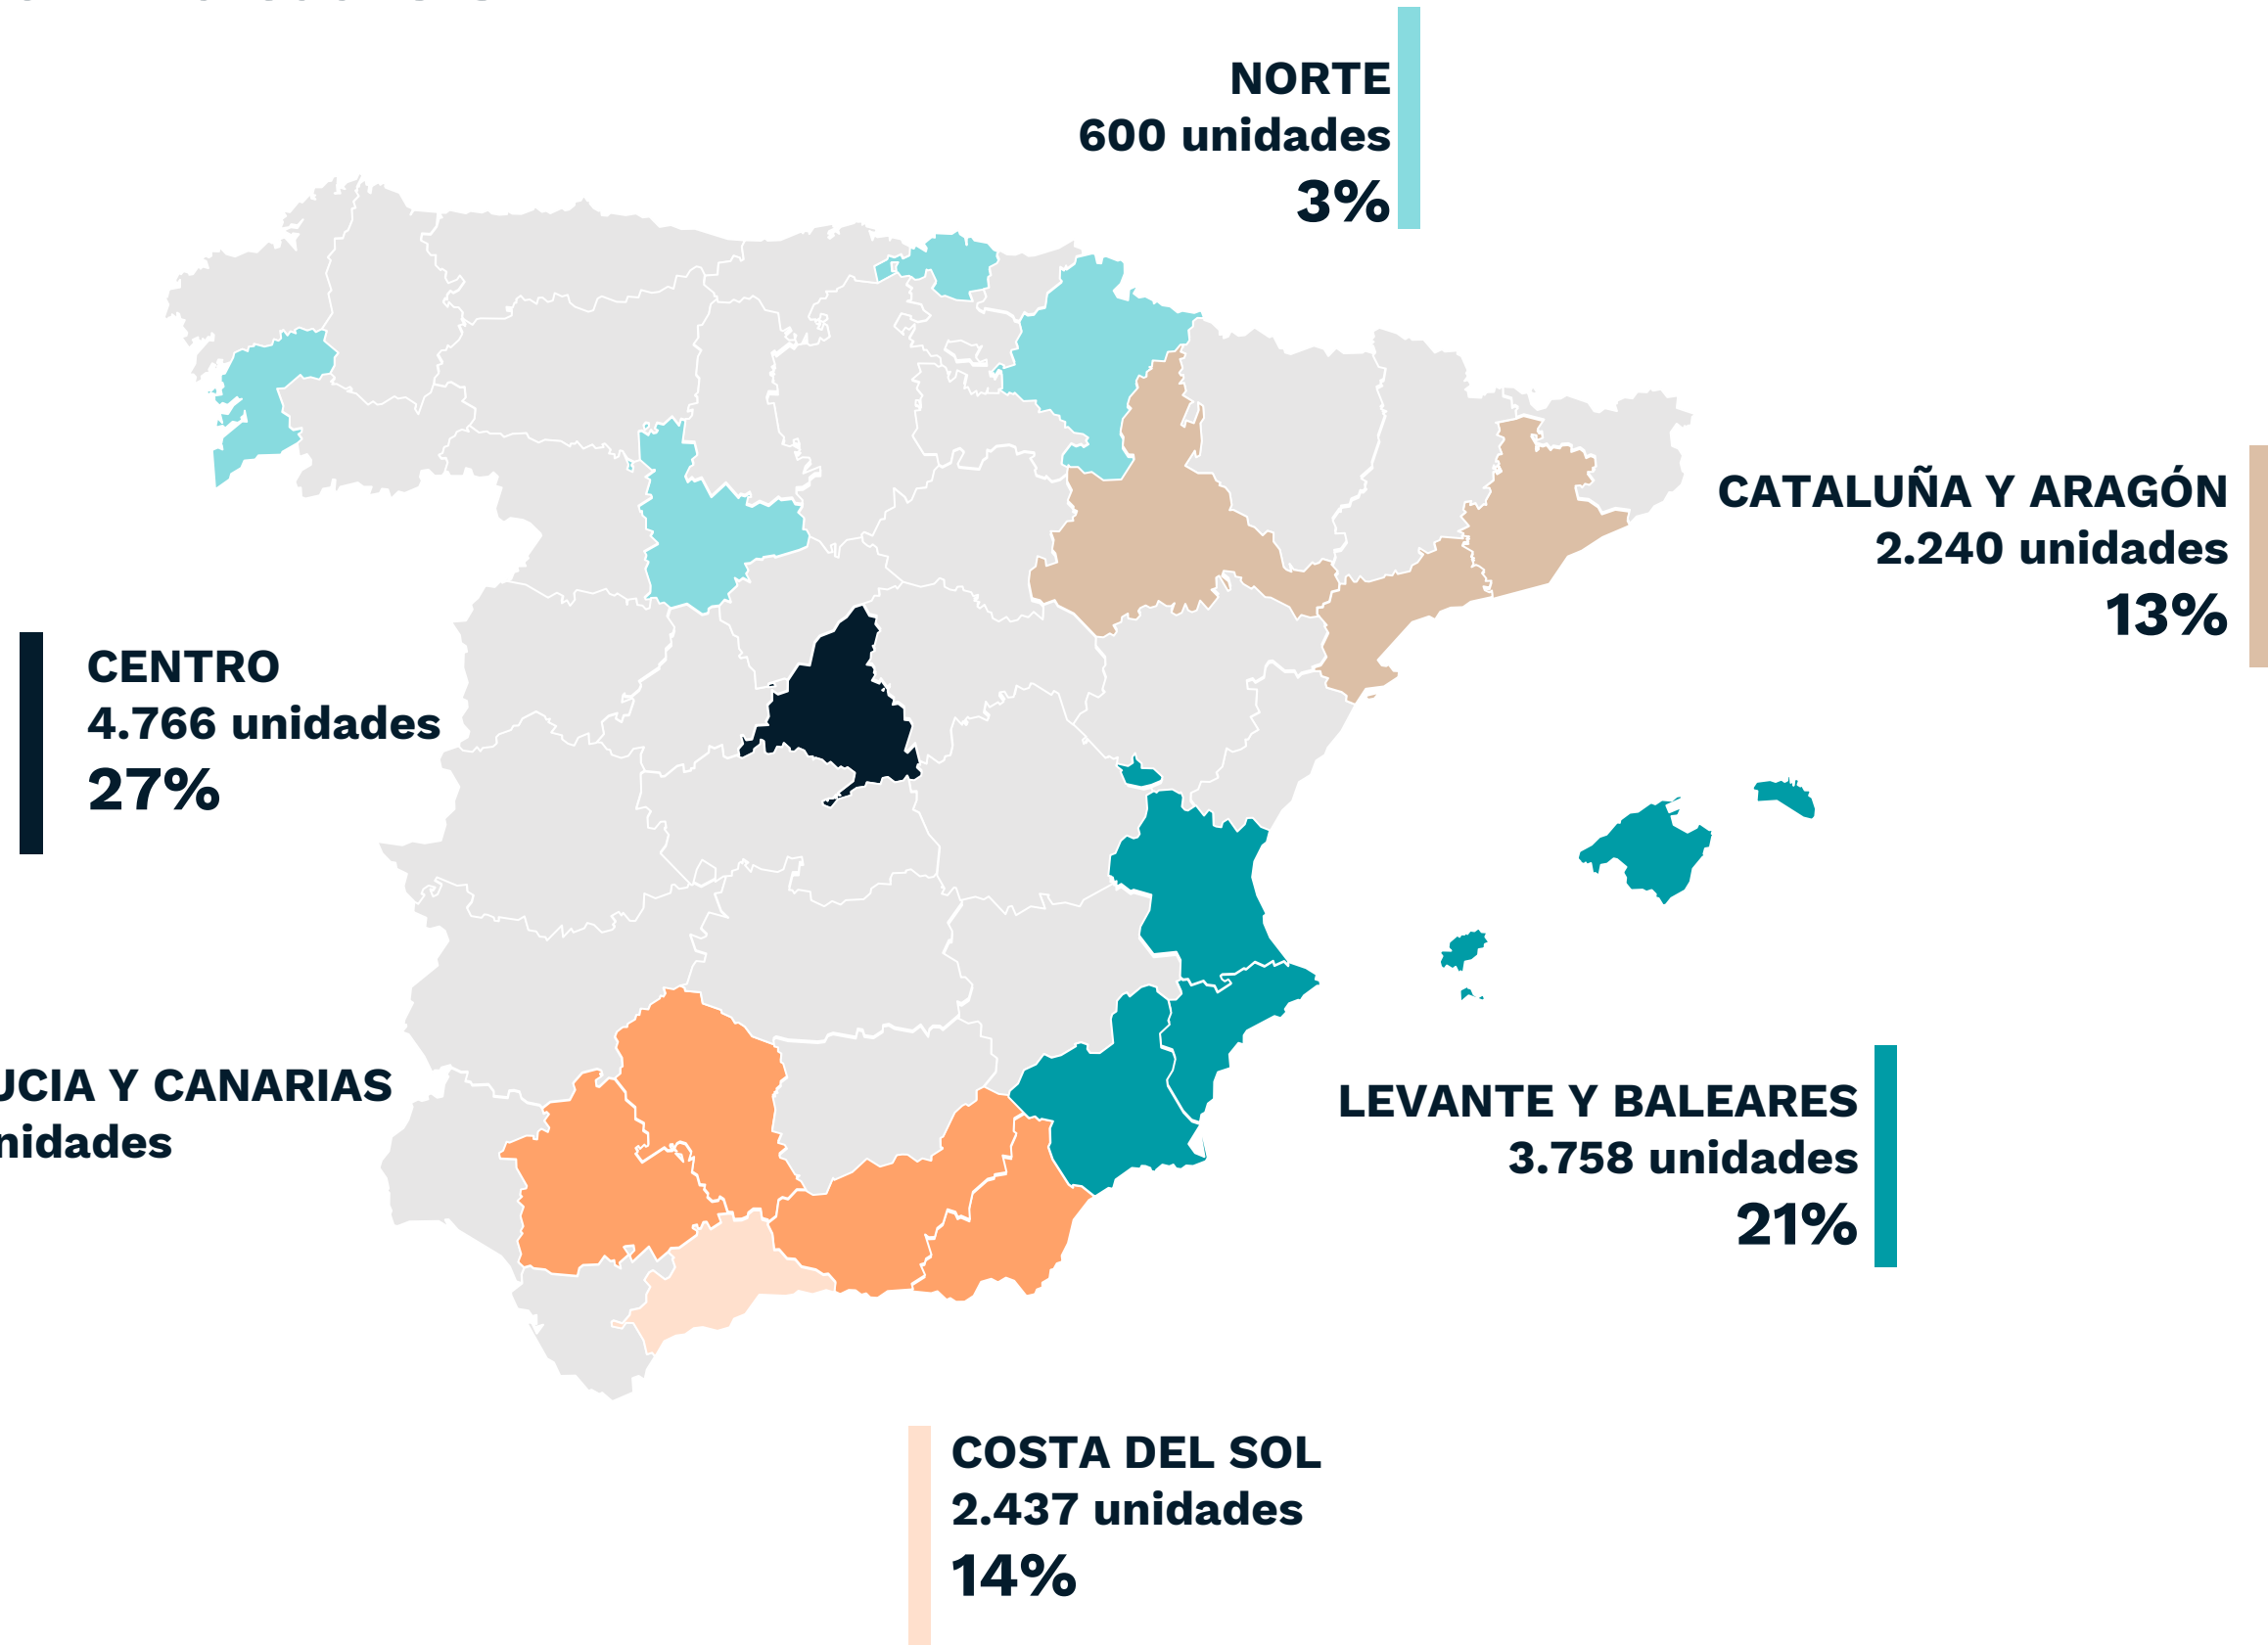 NORTE
600 unidades
3%
CATALUÑA Y ARAGÓN
2.240 unidades
13%
CENTRO
4.766 unidades
27%
UCIA Y CANARIAS
nidades
LEVANTE Y BALEARES
3.758 unidades
21%
COSTA DEL SOL
2.437 unidades
14%